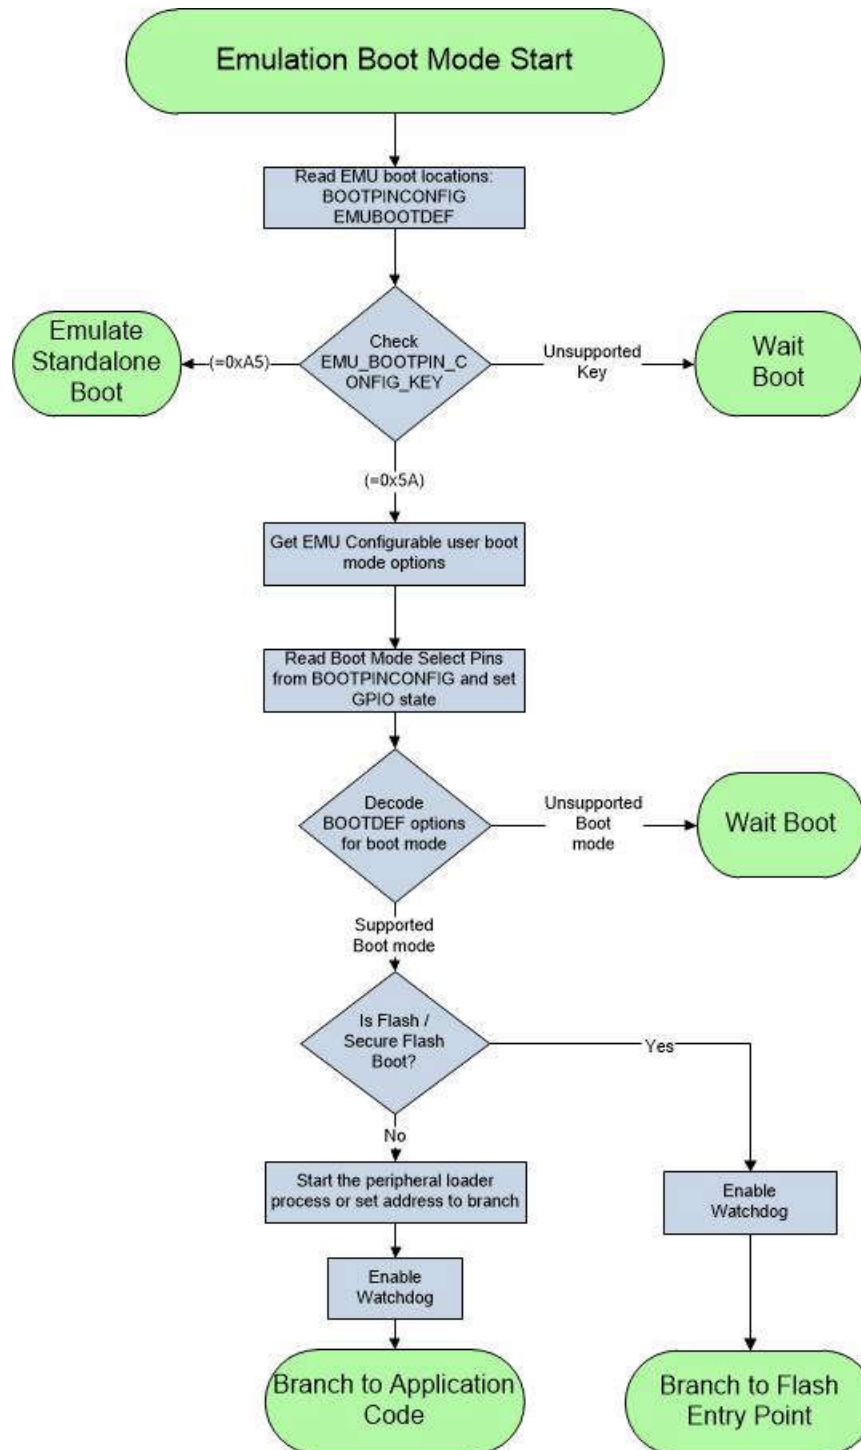 Emulation Boot Mode Start
Read EMU boot locations:
BOOTPINCONFIG
EMUBOOTDEF
Emulate
Standalone
Boot
(=0xA5)
Check
EMU_BOOTPIN_C
ONFIG_KEY
Unsupported
Key
Wait
Boot
(=0x5A)
Get EMU Configurable user boot
mode options
Read Boot Mode Select Pins
from BOOTPINCONFIG and set
GPIO state
Decode
BOOTDEF options
for boot mode
Unsupported
Boot
mode
Wait Boot
Supported
Boot mode
Is Flash /
Secure Flash
Boot?
Yes
No
Start the peripheral loader
process or set address to branch
Enable
Watchdog
Enable
Watchdog
Branch to Application
Code
Branch to Flash
Entry Point